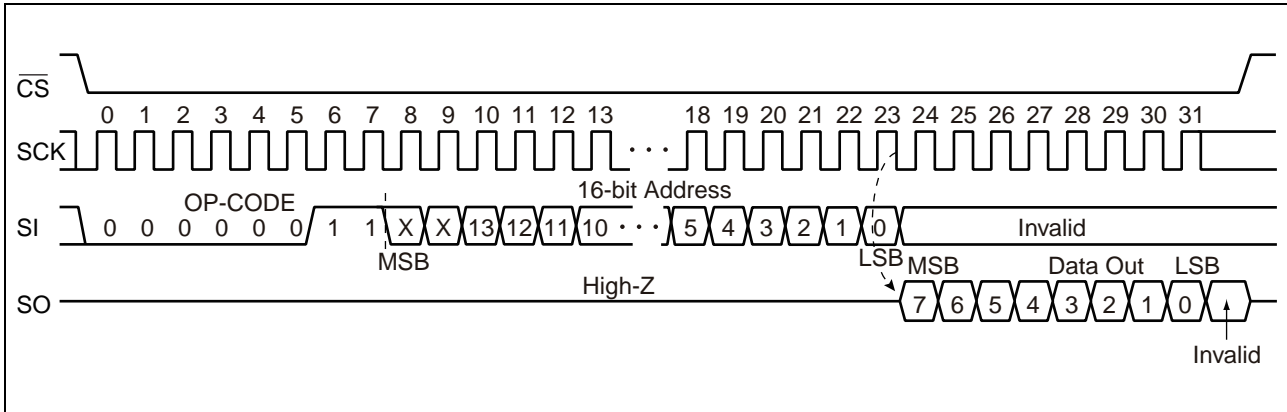 CS
0 1 2 3 4 5 6 7 8 9 10 11 12 13 18 19 20 21 22 23 24 25 26 27 28 29 30 31
SCK ···
OP-CODE 16-bit Address
SI 0 0 0 0 0 0 1 1 X X 13 12 11 10 ··· 5 4 3 2 1 0 Invalid
MSB LSB MSB Data Out LSB
High-Z
SO 7 6 5 4 3 2 1 0
Invalid